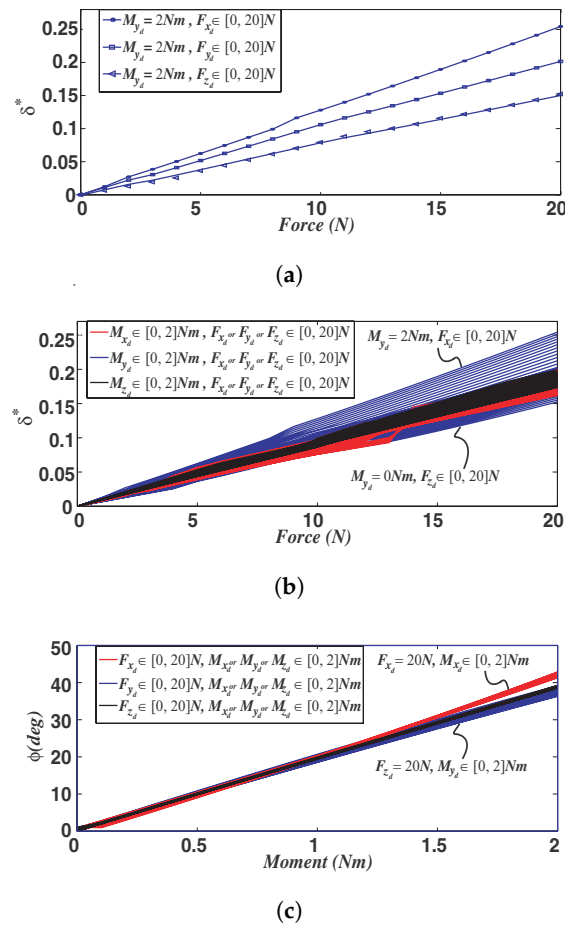 M_{y_d} = 2Nm , F_{x_d} ∈ [0, 20]N
M_{y_d} = 2Nm , F_{y_d} ∈ [0, 20]N
M_{y_d} = 2Nm , F_{z_d} ∈ [0, 20]N
0.25
0.2
0.15
0.1
0.05
0
δ*
0 5 10 15 20
Force (N)
(a)
M_{x_d} ∈ [0, 2]Nm , F_{x_d} or F_{y_d} or F_{z_d} ∈ [0, 20]N
M_{y_d} ∈ [0, 2]Nm , F_{x_d} or F_{y_d} or F_{z_d} ∈ [0, 20]N
M_{z_d} ∈ [0, 2]Nm , F_{x_d} or F_{y_d} or F_{z_d} ∈ [0, 20]N
M_{y_d} = 2Nm, F_{x_d} ∈ [0, 20]N
M_{y_d} = 0Nm, F_{z_d} ∈ [0, 20]N
0.25
0.2
0.15
0.1
0.05
0
δ*
0 5 10 15 20
Force (N)
(b)
F_{x_d} ∈ [0, 20]N, M_{x_d} or M_{y_d} or M_{z_d} ∈ [0, 2]Nm
F_{y_d} ∈ [0, 20]N, M_{x_d} or M_{y_d} or M_{z_d} ∈ [0, 2]Nm
F_{z_d} ∈ [0, 20]N, M_{x_d} or M_{y_d} or M_{z_d} ∈ [0, 2]Nm
F_{x_d} = 20N, M_{x_d} ∈ [0, 2]Nm
F_{z_d} = 20N, M_{y_d} ∈ [0, 2]Nm
50
40
30
20
10
0
ϕ(deg)
0 0.5 1 1.5 2
Moment (Nm)
(c)